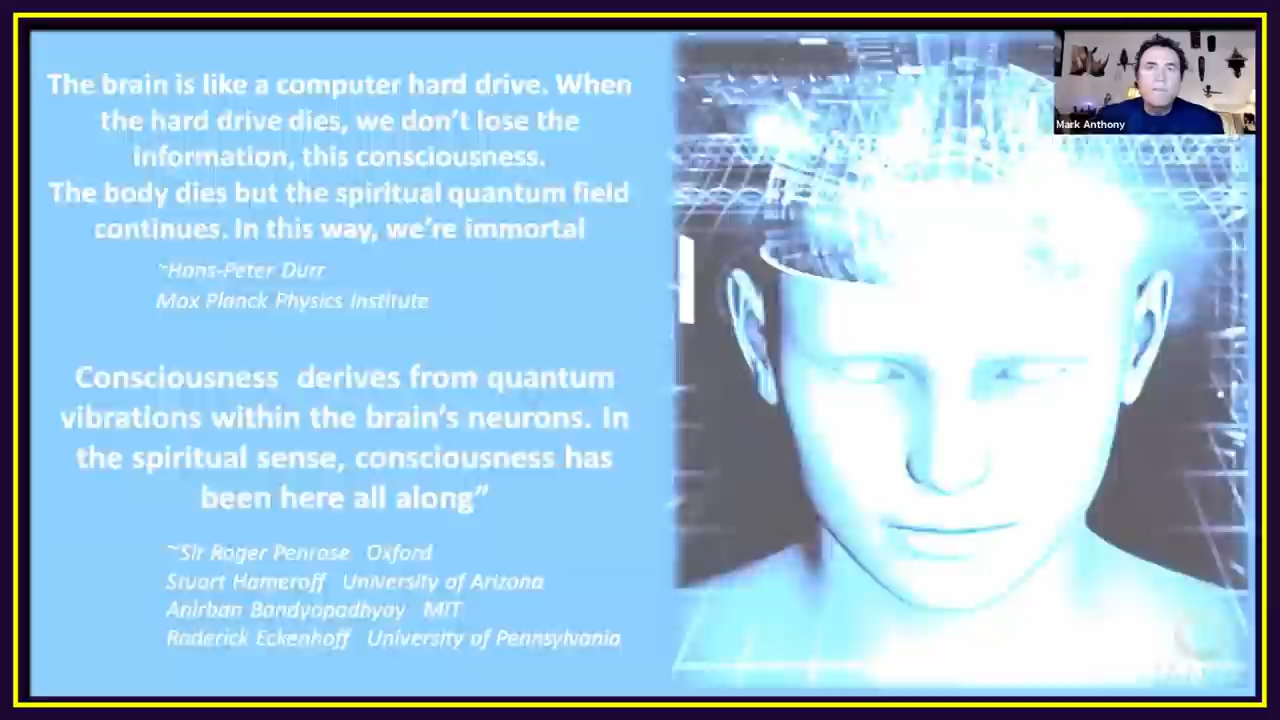 The brain is like a computer hard drive. When
the hard drive dies, we don't lose the
information, this consciousness.
The body dies but the spiritual quantum field
continues. In this way, we're immortal
~Hans-Peter Durr
Max Planck Physics Institute
Consciousness derives from quantum
vibrations within the brain's neurons. In
the spiritual sense, consciousness has
been here all along"
~Sir Roger Penrose Oxford
Stuart Hameroff University of Arizona
Anirban Bandyopadhyay MIT
Roderick Eckenhoff University of Pennsylvania
Mark Anthony